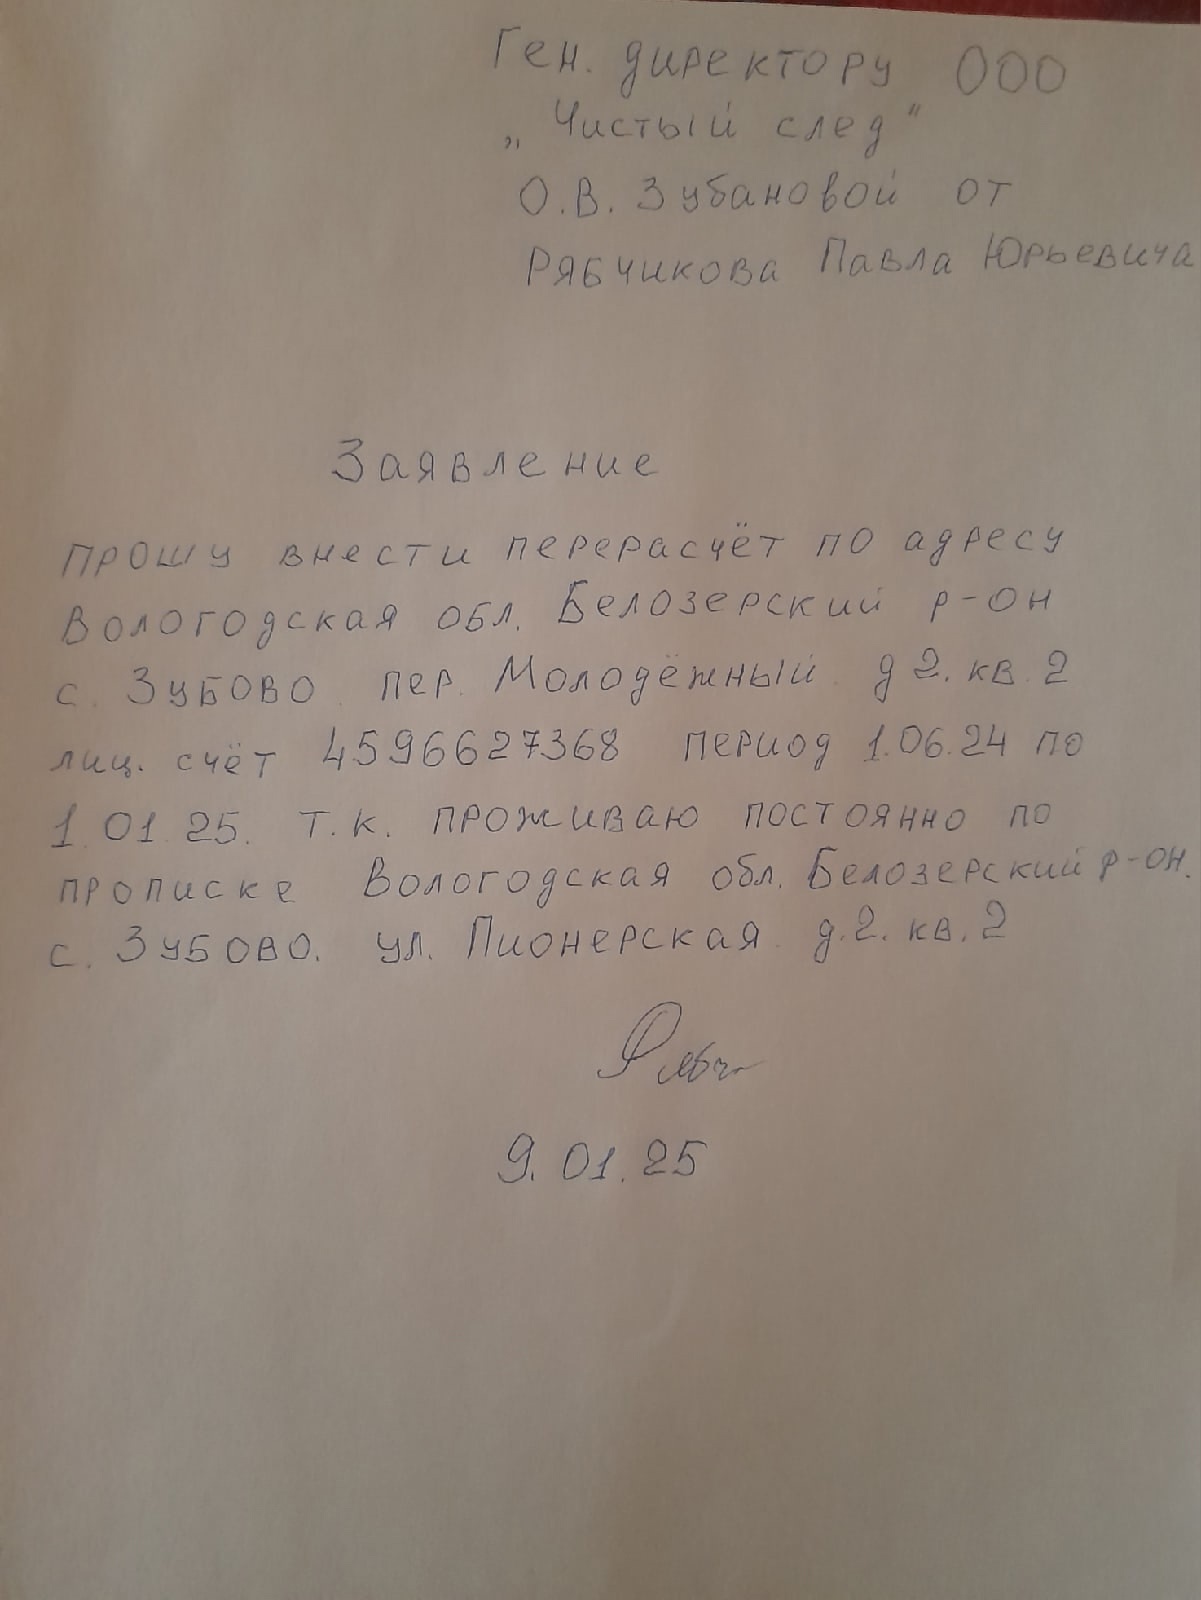 Ген. директору ООО
„Чистый след"
О.В. Зубановой от
Рябчикова Павла Юрьевича
Заявление
Прошу внести перерасчёт по адресу
Вологодская обл. Белозерский р-он
с. Зубово пер. Молодёжный д 2. кв. 2
лиц. счёт 4596627368 период 1.06.24 по
1.01.25. т.к. проживаю постоянно по
прописке Вологодская обл. Белозерский р-он.
с. Зубово. ул. Пионерская д.2. кв.2
Рябч
9.01.25